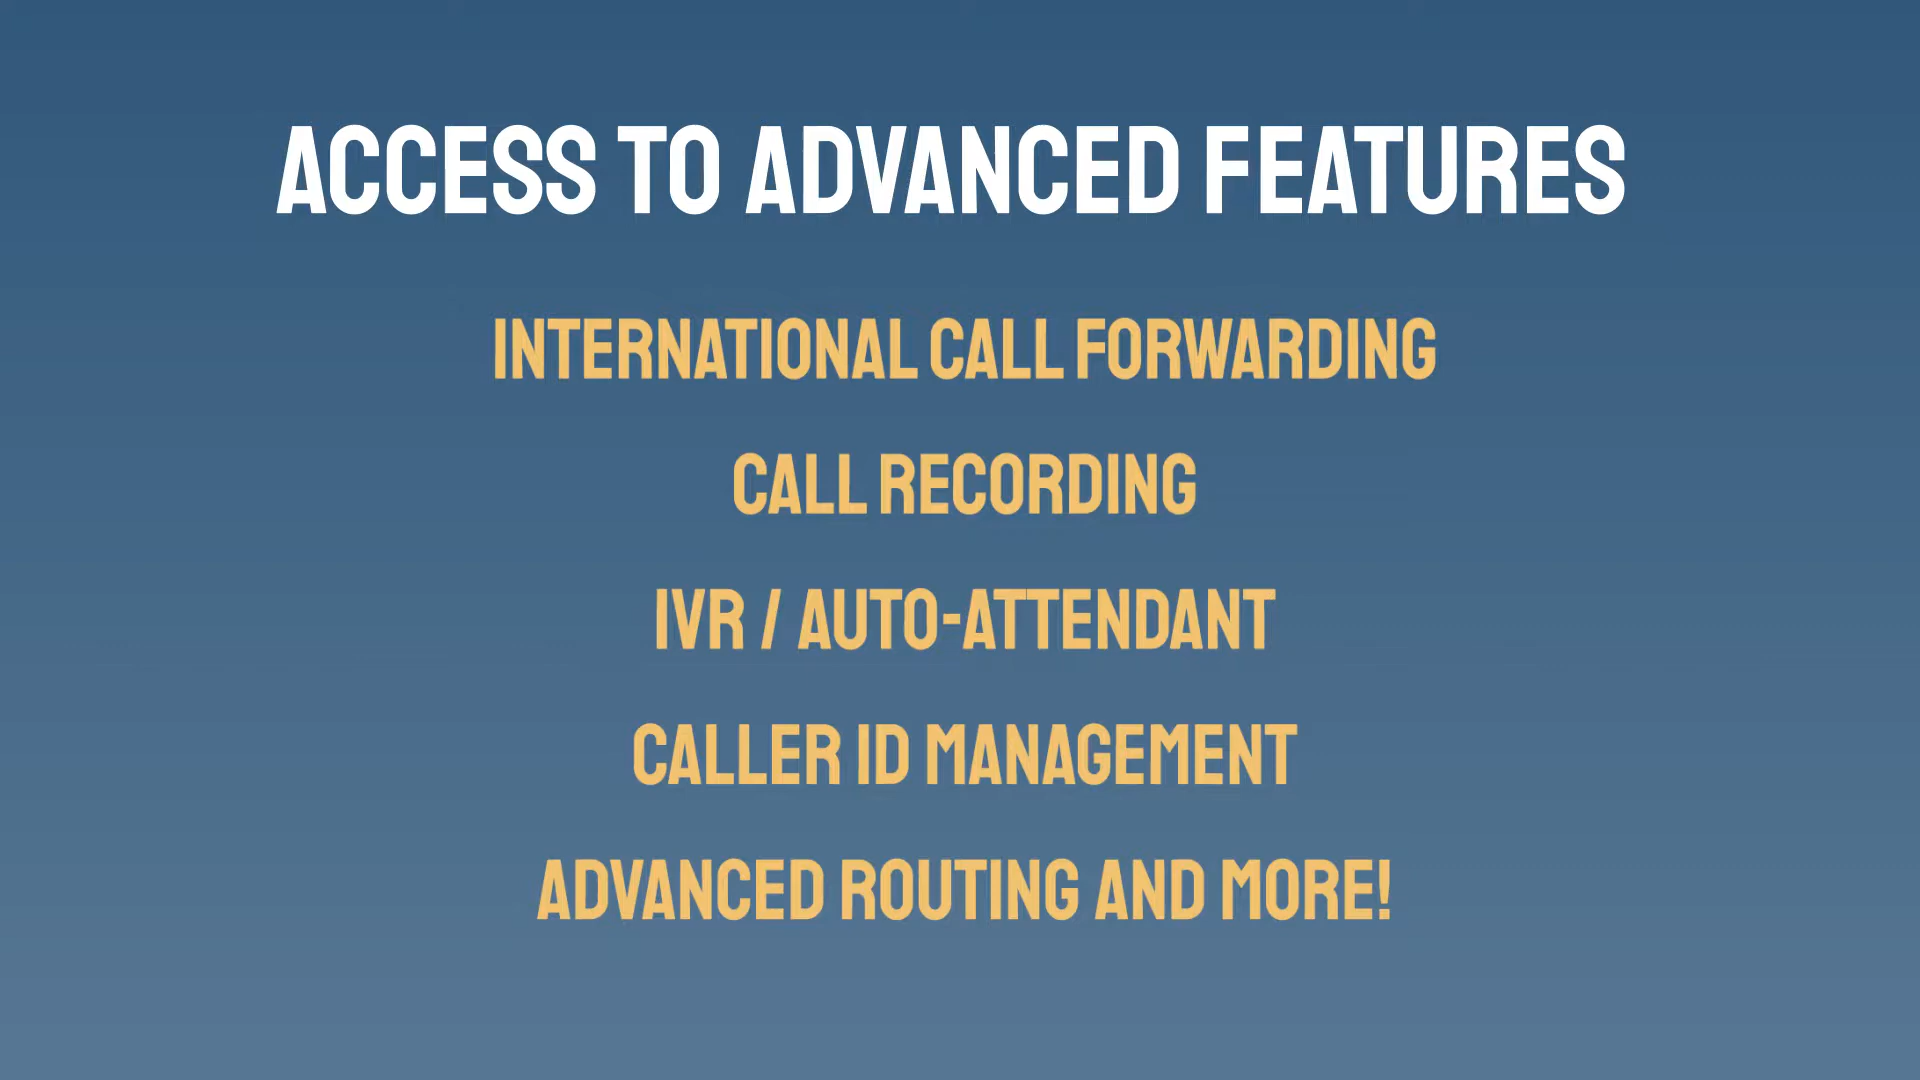 ACCESS TO ADVANCED FEATURES
INTERNATIONAL CALL FORWARDING
CALL RECORDING
IVR / AUTO-ATTENDANT
CALLER ID MANAGEMENT
ADVANCED ROUTING AND MORE!